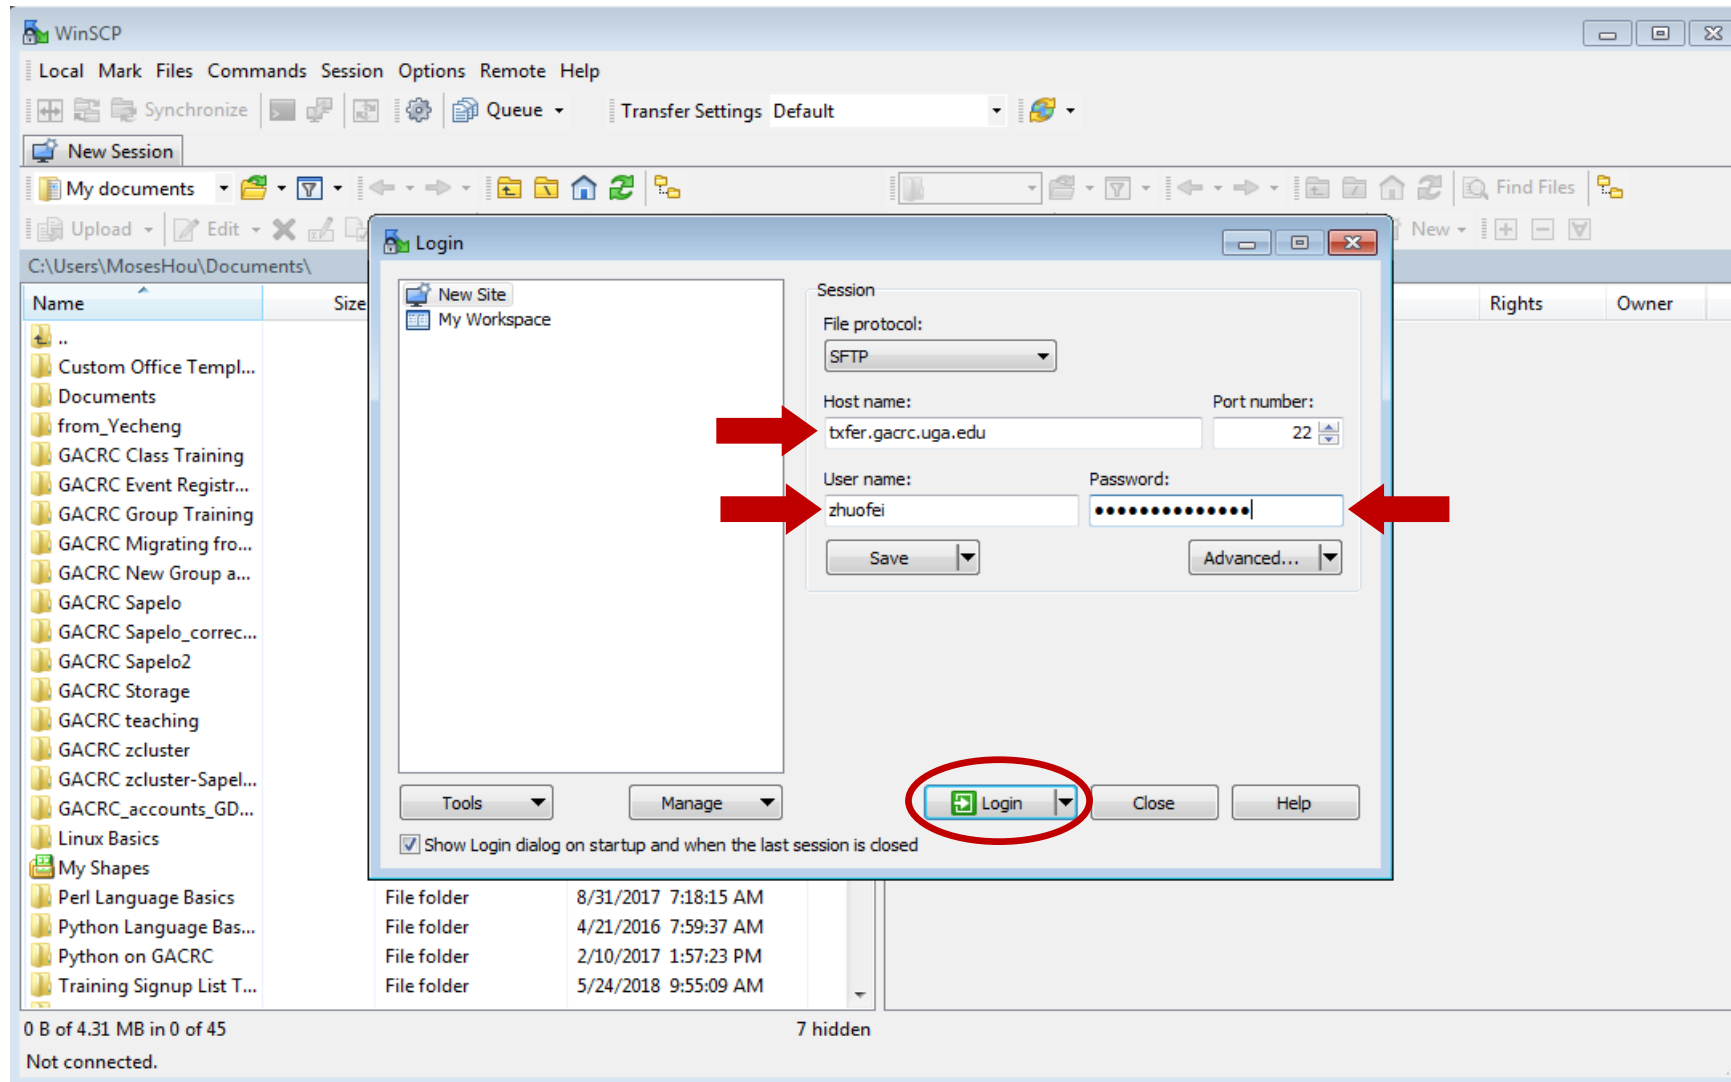 WinSCP
Local Mark Files Commands Session Options Remote Help
Synchronize Queue Transfer Settings Default
New Session
My documents Find Files
Upload Edit New
C:\Users\MosesHou\Documents\
Name Size Rights Owner
..
Custom Office Templ...
Documents
from_Yecheng
GACRC Class Training
GACRC Event Registr...
GACRC Group Training
GACRC Migrating fro...
GACRC New Group a...
GACRC Sapelo
GACRC Sapelo_correc...
GACRC Sapelo2
GACRC Storage
GACRC teaching
GACRC zcluster
GACRC zcluster-Sapel...
GACRC_accounts_GD...
Linux Basics
My Shapes
Perl Language Basics File folder 8/31/2017 7:18:15 AM
Python Language Bas... File folder 4/21/2016 7:59:37 AM
Python on GACRC File folder 2/10/2017 1:57:23 PM
Training Signup List T... File folder 5/24/2018 9:55:09 AM
Login
New Site
My Workspace
Session
File protocol:
SFTP
Host name: Port number:
txfer.gacrc.uga.edu 22
User name: Password:
zhuofei ••••••••••••••
Save Advanced...
Tools Manage Login Close Help
Show Login dialog on startup and when the last session is closed
0 B of 4.31 MB in 0 of 45 7 hidden
Not connected.